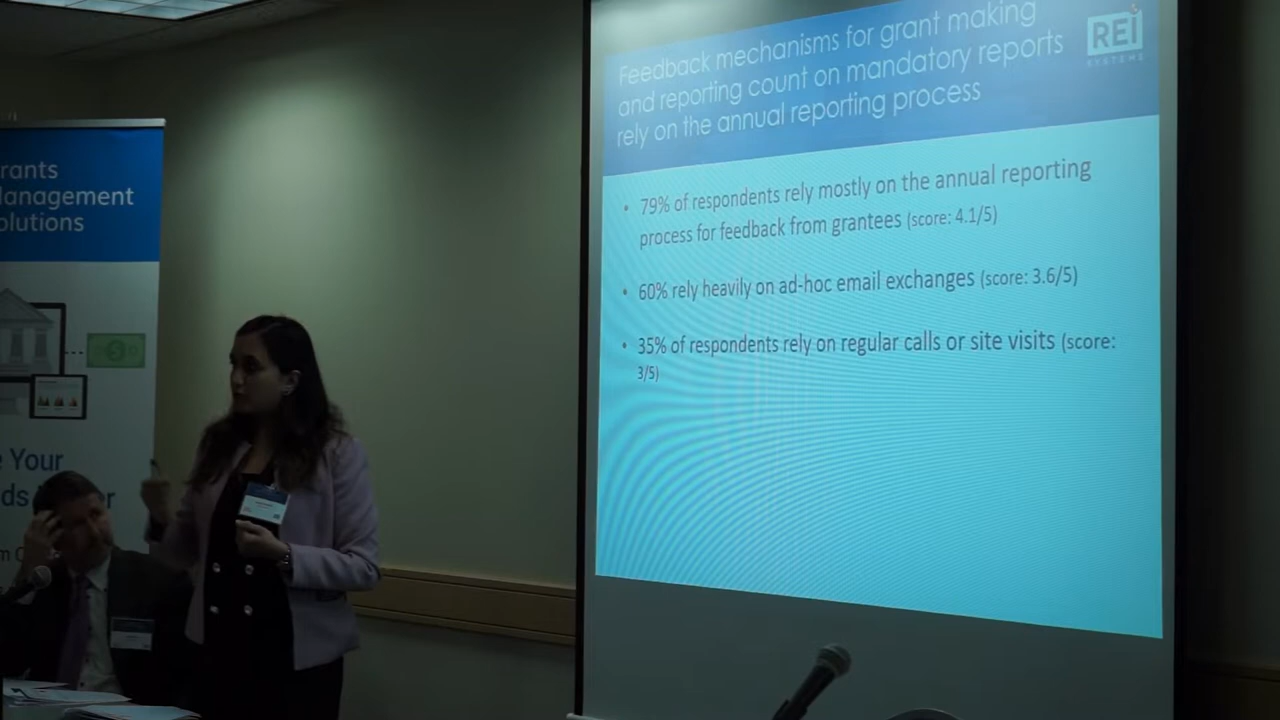 Feedback mechanisms for grant making
and reporting count on mandatory reports
rely on the annual reporting process
REI
SYSTEMS
• 79% of respondents rely mostly on the annual reporting
process for feedback from grantees (score: 4.1/5)
• 60% rely heavily on ad-hoc email exchanges (score: 3.6/5)
• 35% of respondents rely on regular calls or site visits (score:
3/5)
rants
anagement
olutions
e Your